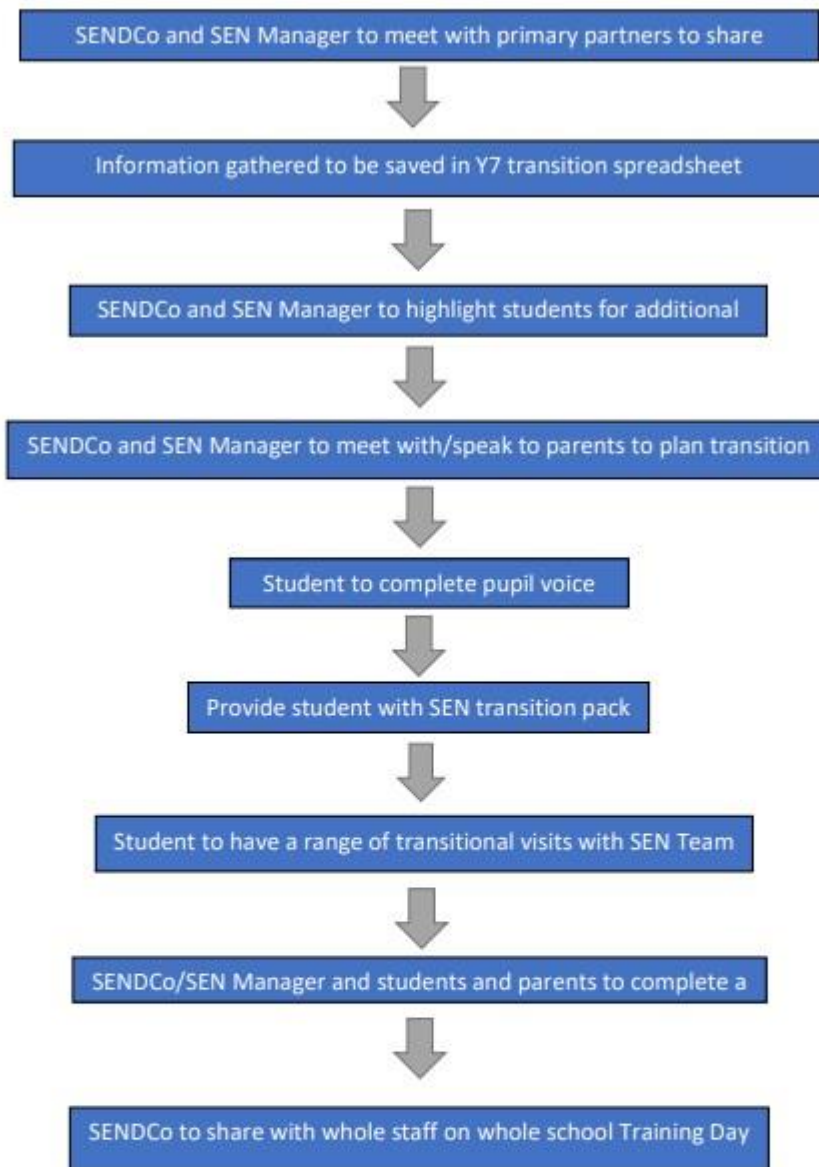 SENDCo and SEN Manager to meet with primary partners to share
Information gathered to be saved in Y7 transition spreadsheet
SENDCo and SEN Manager to highlight students for additional
SENDCo and SEN Manager to meet with/speak to parents to plan transition
Student to complete pupil voice
Provide student with SEN transition pack
Student to have a range of transitional visits with SEN Team
SENDCo/SEN Manager and students and parents to complete a
SENDCo to share with whole staff on whole school Training Day